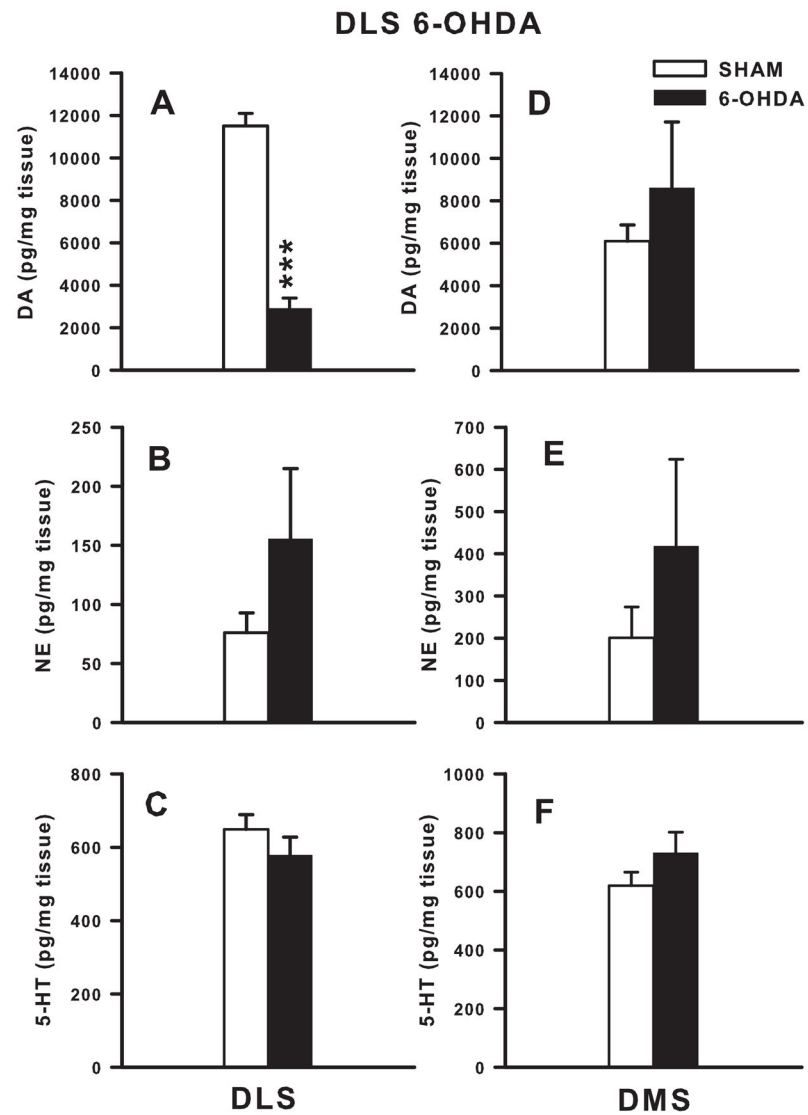 DLS 6-OHDA
SHAM
6-OHDA
A
DA (pg/mg tissue)
14000
12000
10000
8000
6000
4000
2000
0
***
D
DA (pg/mg tissue)
14000
12000
10000
8000
6000
4000
2000
0
B
NE (pg/mg tissue)
250
200
150
100
50
0
E
NE (pg/mg tissue)
700
600
500
400
300
200
100
0
C
5-HT (pg/mg tissue)
800
600
400
200
0
DLS
F
5-HT (pg/mg tissue)
1000
800
600
400
200
0
DMS